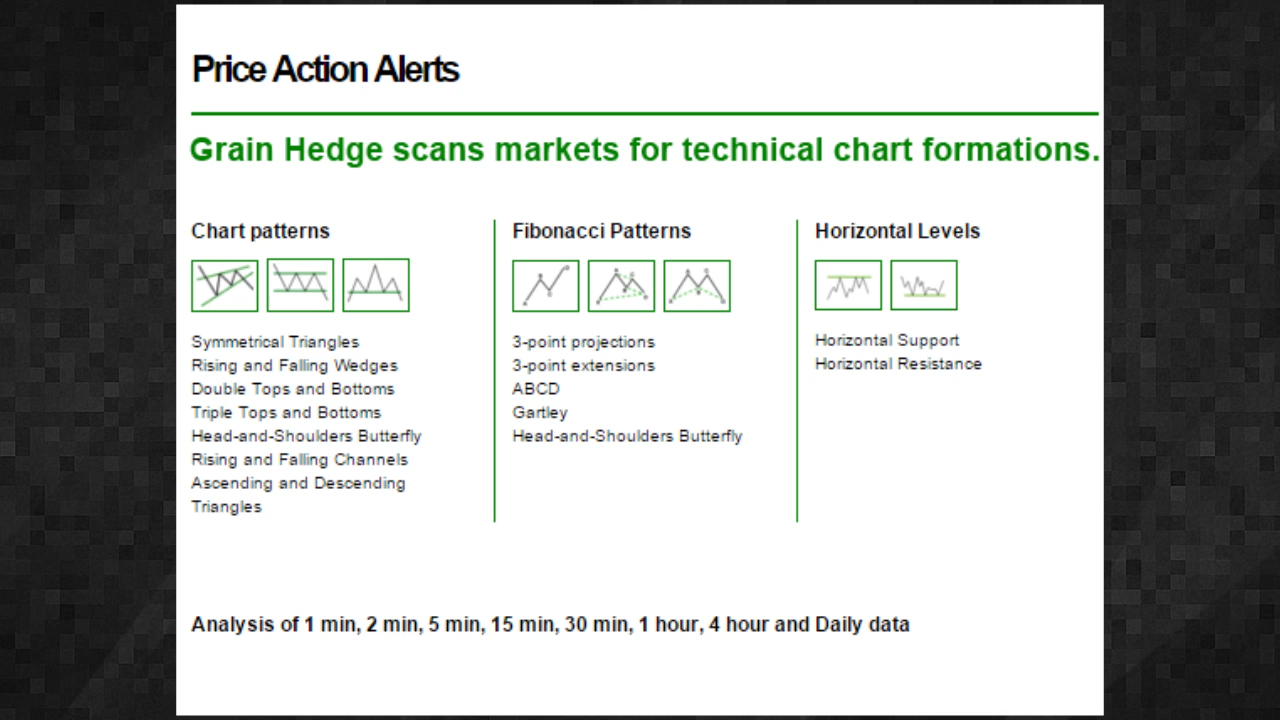 Price Action Alerts
Grain Hedge scans markets for technical chart formations.
Chart patterns
Symmetrical Triangles
Rising and Falling Wedges
Double Tops and Bottoms
Triple Tops and Bottoms
Head-and-Shoulders Butterfly
Rising and Falling Channels
Ascending and Descending
Triangles
Fibonacci Patterns
3-point projections
3-point extensions
ABCD
Gartley
Head-and-Shoulders Butterfly
Horizontal Levels
Horizontal Support
Horizontal Resistance
Analysis of 1 min, 2 min, 5 min, 15 min, 30 min, 1 hour, 4 hour and Daily data